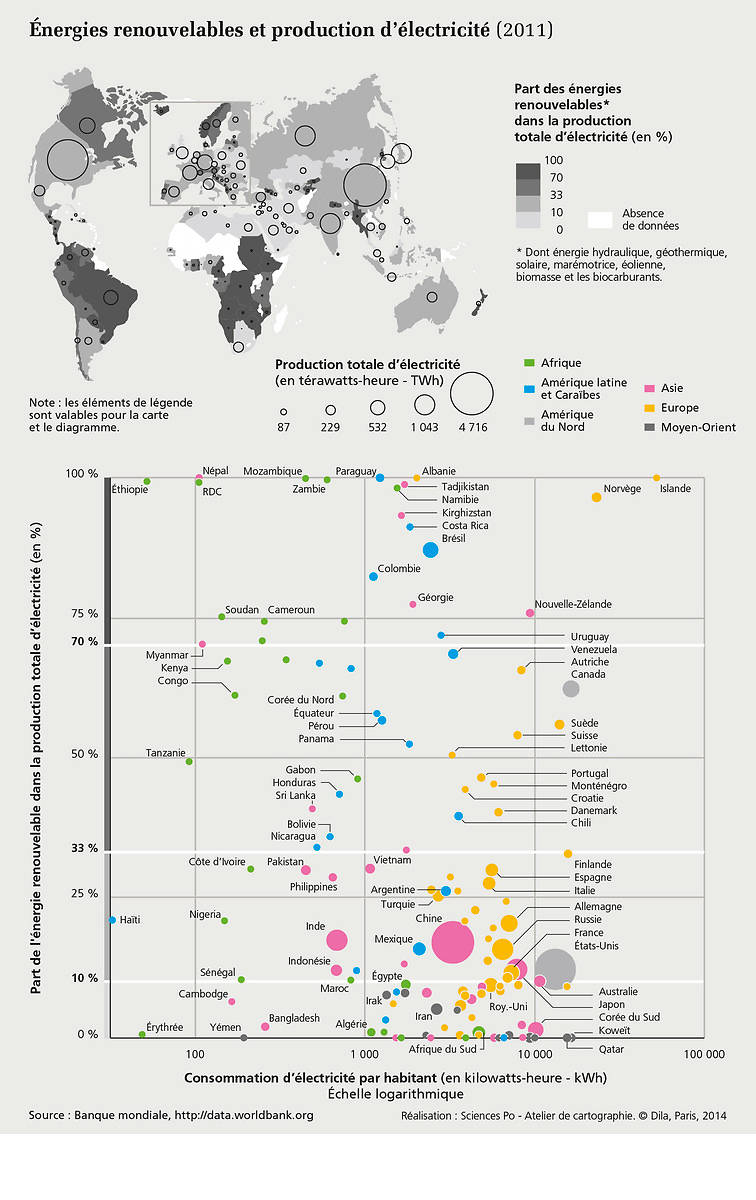 Énergies renouvelables et production d’électricité (2011)
Part des énergies
renouvelables*
dans la production
totale d’électricité (en %)
100
70
33
10
0
Absence
de données
* Dont énergie hydraulique, géothermique,
solaire, marémotrice, éolienne,
biomasse et les biocarburants.
Note : les éléments de légende
sont valables pour la carte
et le diagramme.
Production totale d’électricité
(en térawatts-heure - TWh)
87
229
532
1 043
4 716
Afrique
Amérique latine
et Caraïbes
Amérique
du Nord
Asie
Europe
Moyen-Orient
Part de l’énergie renouvelable dans la production totale d’électricité (en %)
100 %
75 %
70 %
50 %
33 %
25 %
10 %
0 %
Népal
Mozambique
Paraguay
Albanie
Éthiopie
RDC
Zambie
Tadjikistan
Namibie
Norvège
Islande
Kirghizstan
Costa Rica
Brésil
Colombie
Géorgie
Nouvelle-Zélande
Soudan
Cameroun
Uruguay
Venezuela
Autriche
Canada
Myanmar
Kenya
Congo
Corée du Nord
Équateur
Pérou
Panama
Suède
Suisse
Lettonie
Tanzanie
Gabon
Honduras
Sri Lanka
Portugal
Monténégro
Croatie
Danemark
Chili
Bolivie
Nicaragua
Côte d’Ivoire
Pakistan
Vietnam
Philippines
Finlande
Espagne
Italie
Argentine
Turquie
Allemagne
Russie
France
États-Unis
Haïti
Nigeria
Inde
Chine
Mexique
Indonésie
Sénégal
Maroc
Égypte
Cambodge
Irak
Roy.-Uni
Australie
Japon
Corée du Sud
Koweït
Qatar
Bangladesh
Iran
Érythrée
Yémen
Algérie
Afrique du Sud
100
1 000
10 000
100 000
Consommation d’électricité par habitant (en kilowatts-heure - kWh)
Échelle logarithmique
Source : Banque mondiale, http://data.worldbank.org
Réalisation : Sciences Po - Atelier de cartographie. © Dila, Paris, 2014